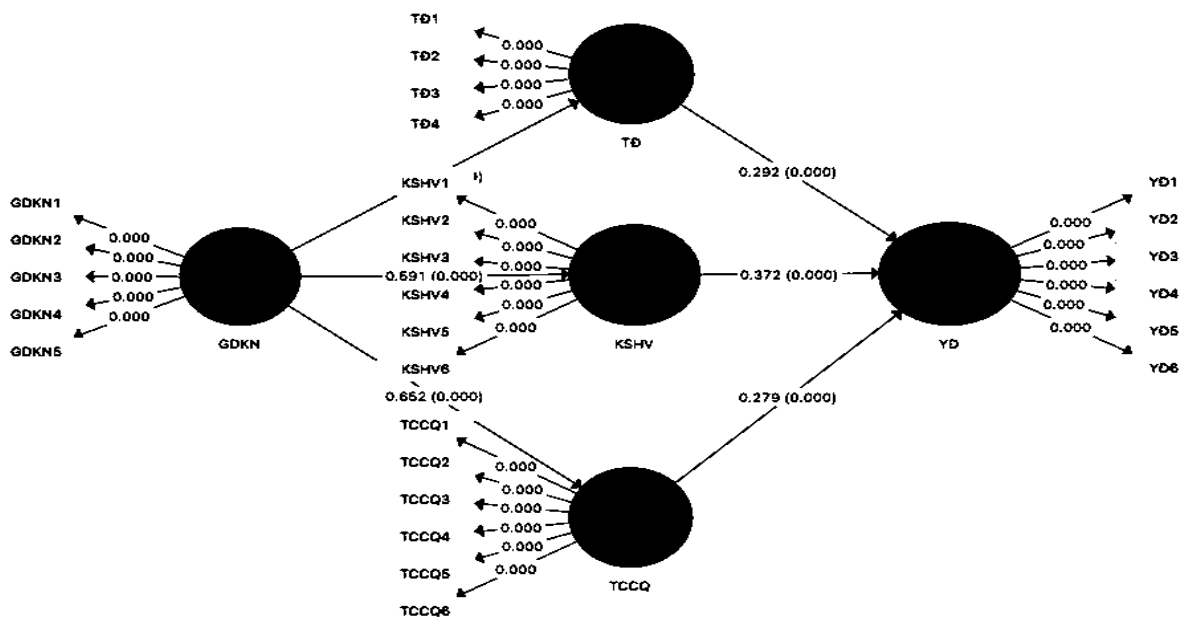 TĐ1
TĐ2
TĐ3
TĐ4
0.000
0.000
0.000
0.000
TĐ
0.292 (0.000)
GDKN1
GDKN2
GDKN3
GDKN4
GDKN5
0.000
0.000
0.000
0.000
0.000
GDKN
KSHV1
KSHV2
KSHV3
KSHV4
KSHV5
KSHV6
0.000
0.000
0.000
0.000
0.000
0.000
0.591 (0.000)
KSHV
0.372 (0.000)
0.652 (0.000)
TCCQ1
TCCQ2
TCCQ3
TCCQ4
TCCQ5
TCCQ6
0.000
0.000
0.000
0.000
0.000
0.000
TCCQ
0.279 (0.000)
YĐ
0.000
0.000
0.000
0.000
0.000
0.000
YĐ1
YĐ2
YĐ3
YĐ4
YĐ5
YĐ6